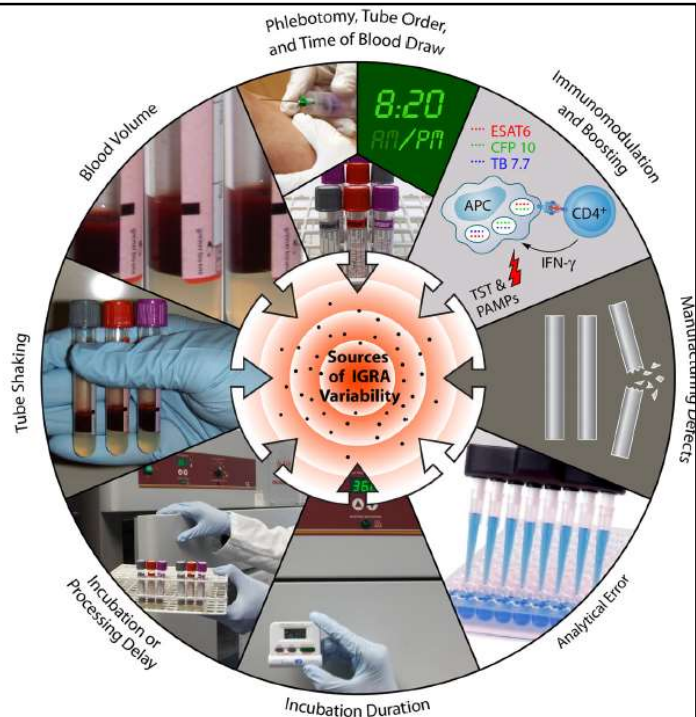 Phlebotomy, Tube Order,
and Time of Blood Draw
8:20
AM/PM
Immunomodulation
and Boosting
ESAT6
CFP 10
TB 7.7
APC
CD4⁺
IFN-γ
TST &
PAMPs
Manufacturing Defects
Analytical Error
Incubation Duration
Incubation or
Processing Delay
Tube Shaking
Blood Volume
Sources
of IGRA
Variability